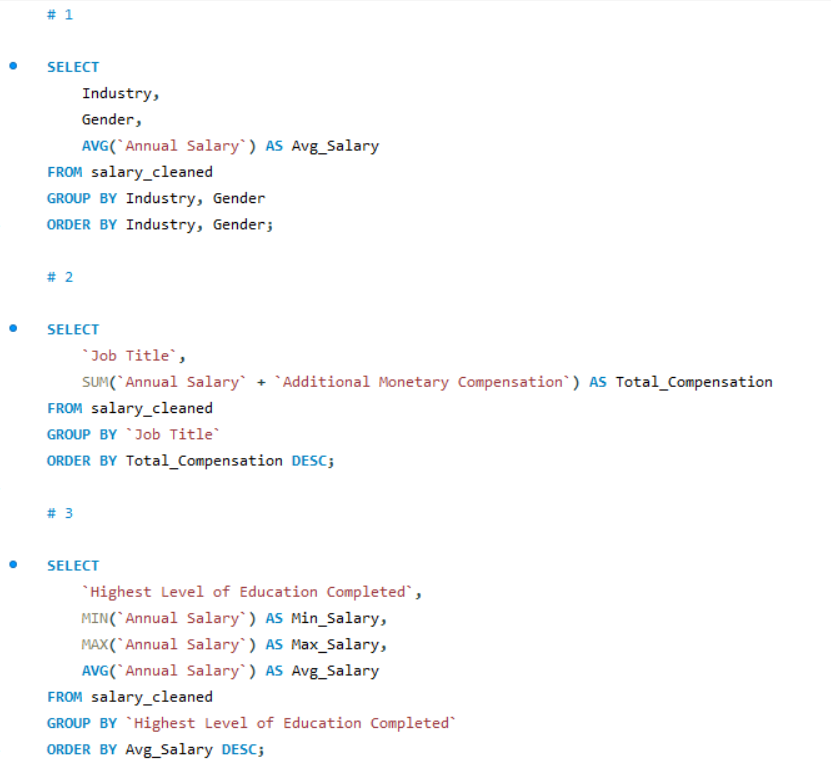 # 1
SELECT
Industry,
Gender,
AVG(`Annual Salary`) AS Avg_Salary
FROM salary_cleaned
GROUP BY Industry, Gender
ORDER BY Industry, Gender;
# 2
SELECT
`Job Title`,
SUM(`Annual Salary` + `Additional Monetary Compensation`) AS Total_Compensation
FROM salary_cleaned
GROUP BY `Job Title`
ORDER BY Total_Compensation DESC;
# 3
SELECT
`Highest Level of Education Completed`,
MIN(`Annual Salary`) AS Min_Salary,
MAX(`Annual Salary`) AS Max_Salary,
AVG(`Annual Salary`) AS Avg_Salary
FROM salary_cleaned
GROUP BY `Highest Level of Education Completed`
ORDER BY Avg_Salary DESC;